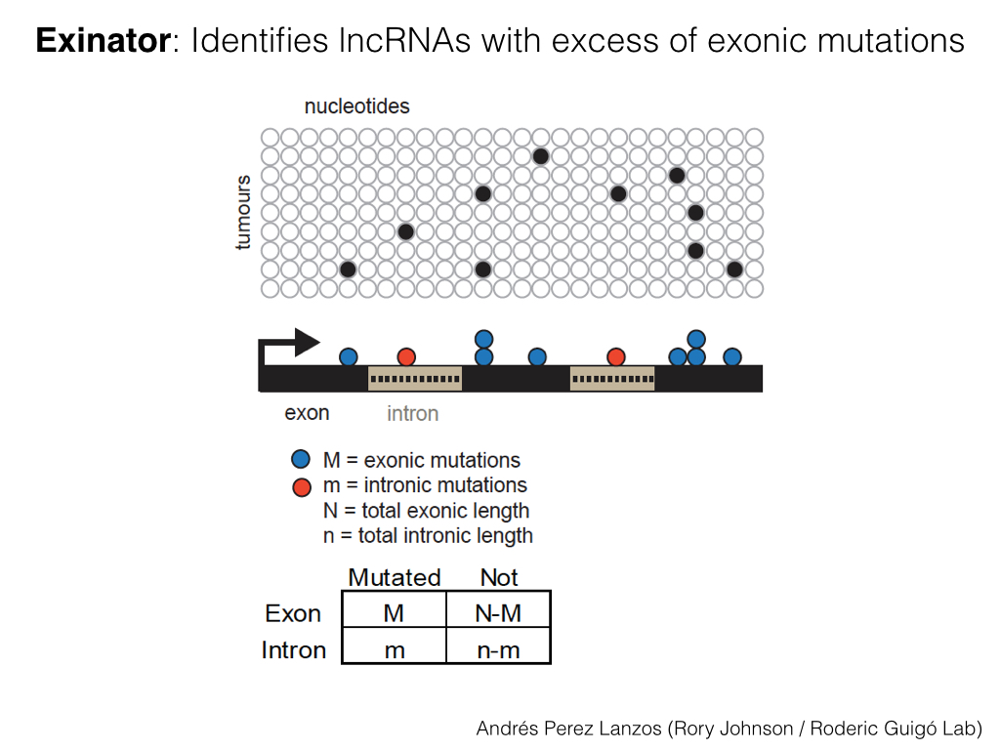 Exinator: Identifies lncRNAs with excess of exonic mutations
nucleotides
tumours
exon
intron
M = exonic mutations
m = intronic mutations
N = total exonic length
n = total intronic length
Mutated Not
Exon M N-M
Intron m n-m
Andrés Perez Lanzos (Rory Johnson / Roderic Guigó Lab)